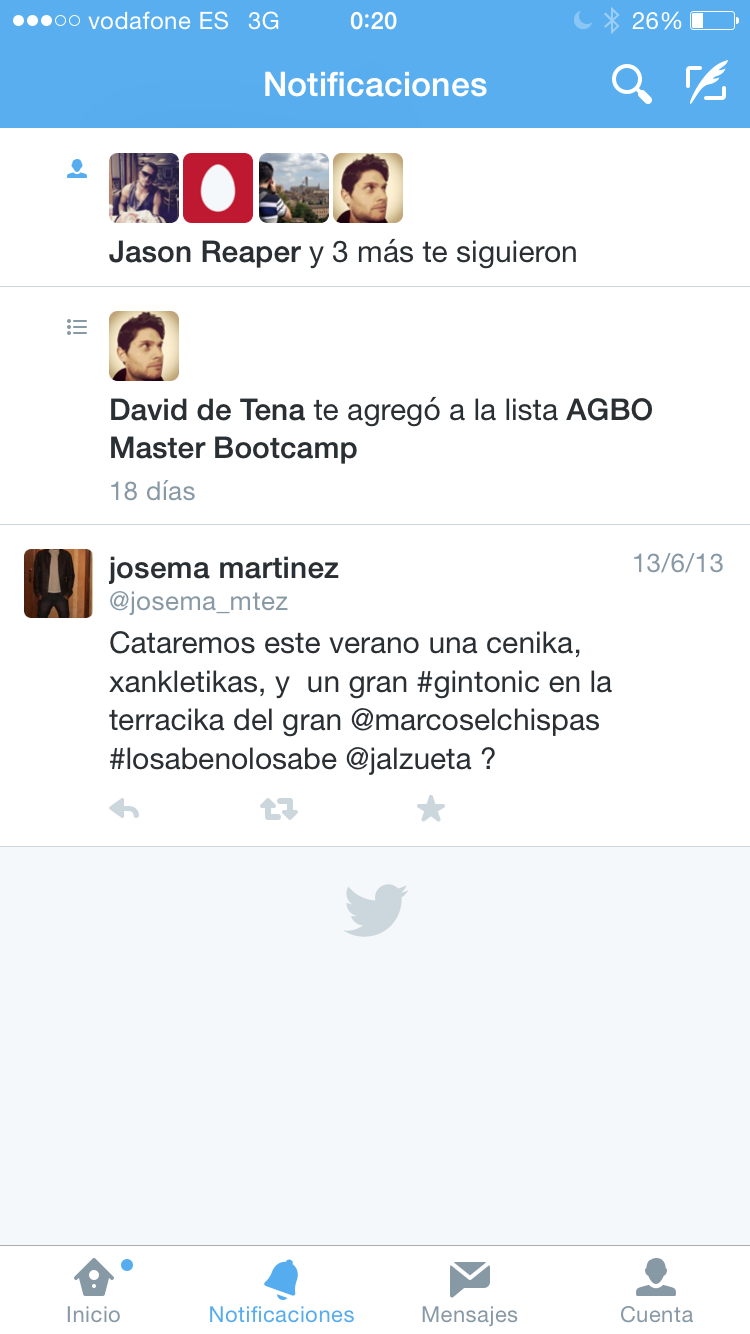 vodafone ES 3G 0:20 26%
Notificaciones
Jason Reaper y 3 más te siguieron
David de Tena te agregó a la lista AGBO
Master Bootcamp
18 días
josema martinez 13/6/13
@josema_mtez
Cataremos este verano una cenika,
xankletikas, y  un gran #gintonic en la
terracika del gran @marcoselchispas
#losabenolosabe @jalzueta ?
Inicio Notificaciones Mensajes Cuenta